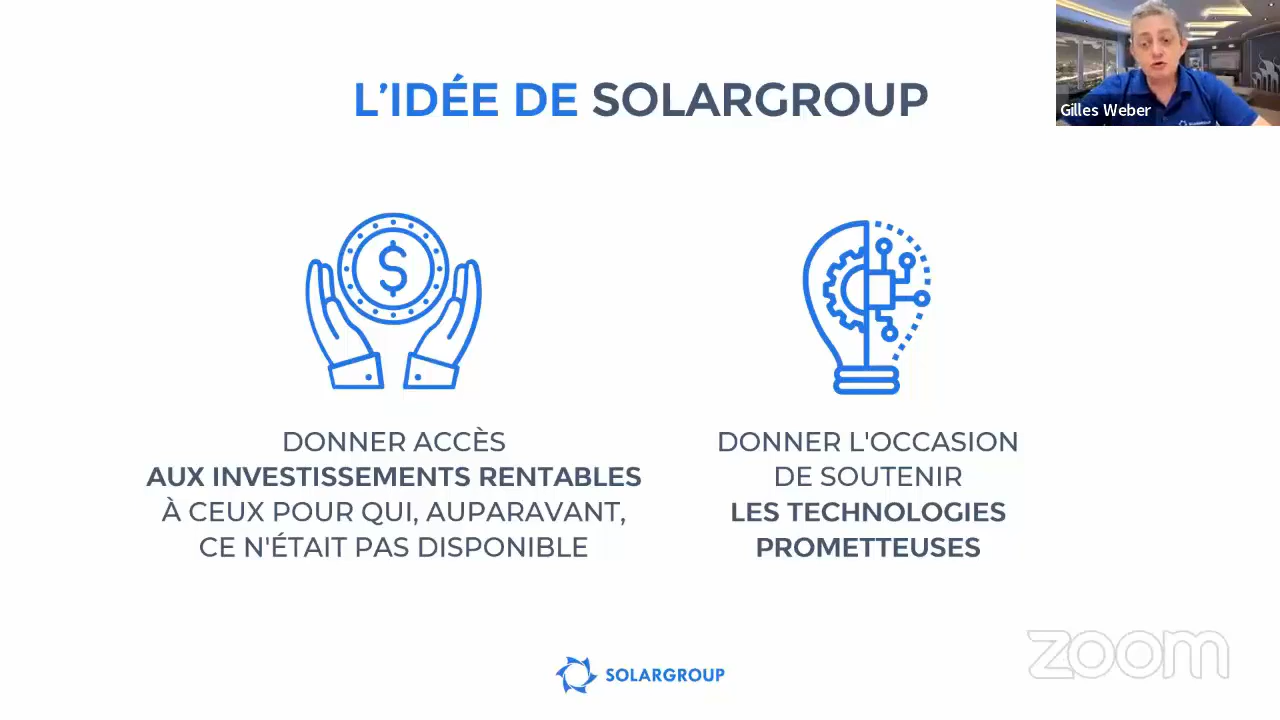 L'IDÉE DE SOLARGROUP
Gilles Weber
$
DONNER ACCÈS
AUX INVESTISSEMENTS RENTABLES
À CEUX POUR QUI, AUPARAVANT,
CE N'ÉTAIT PAS DISPONIBLE
DONNER L'OCCASION
DE SOUTENIR
LES TECHNOLOGIES
PROMETTEUSES
SOLARGROUP
zoom